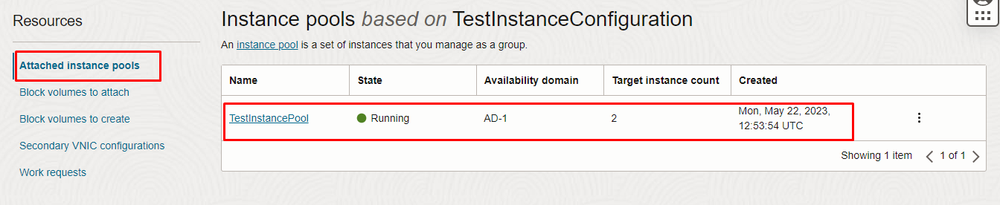 Resources
Attached instance pools
Block volumes to attach
Block volumes to create
Secondary VNIC configurations
Work requests
Instance pools based on TestInstanceConfiguration
An instance pool is a set of instances that you manage as a group.
Name State Availability domain Target instance count Created
TestInstancePool Running AD-1 2 Mon, May 22, 2023,
12:53:54 UTC
Showing 1 item 1 of 1